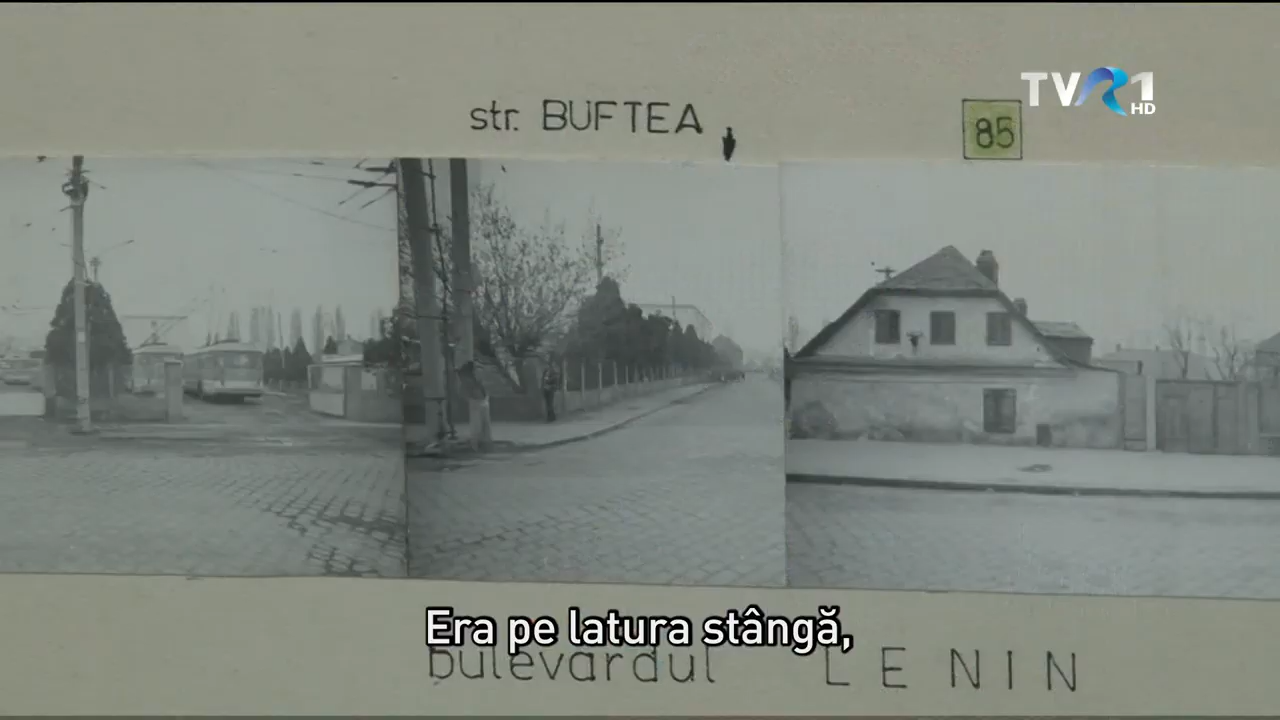 TVR1
HD
str. BUFTEA
85
Era pe latura stângă,
bulevardul LENIN